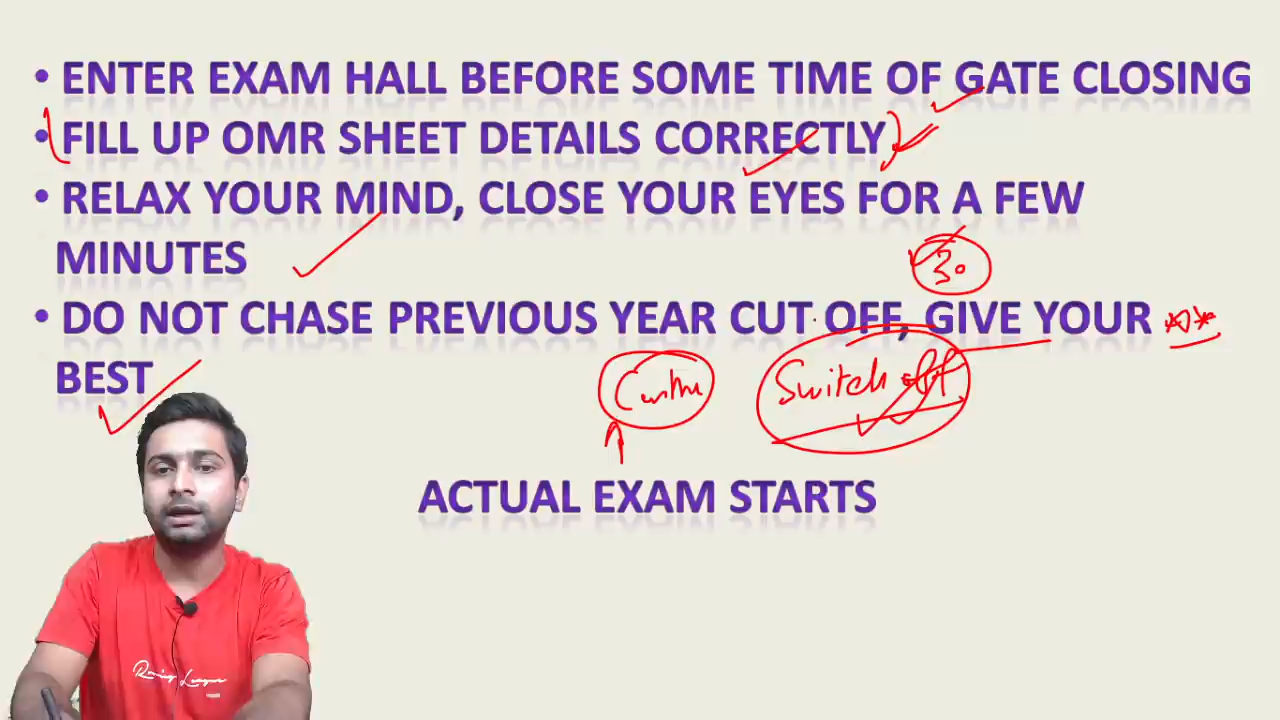 • ENTER EXAM HALL BEFORE SOME TIME OF GATE CLOSING
• FILL UP OMR SHEET DETAILS CORRECTLY
• RELAX YOUR MIND, CLOSE YOUR EYES FOR A FEW
MINUTES
30
• DO NOT CHASE PREVIOUS YEAR CUT OFF, GIVE YOUR
BEST
Switch off
ACTUAL EXAM STARTS